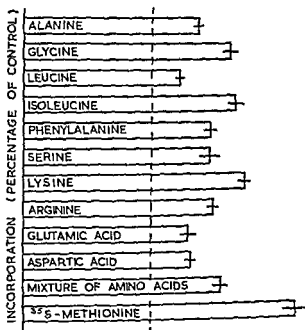 INCORPORATION (PERCENTAGE OF CONTROL)
ALANINE
GLYCINE
LEUCINE
ISOLEUCINE
PHENYLALANINE
SERINE
LYSINE
ARGININE
GLUTAMIC ACID
ASPARTIC ACID
MIXTURE OF AMINO ACIDS
³⁵S-METHIONINE